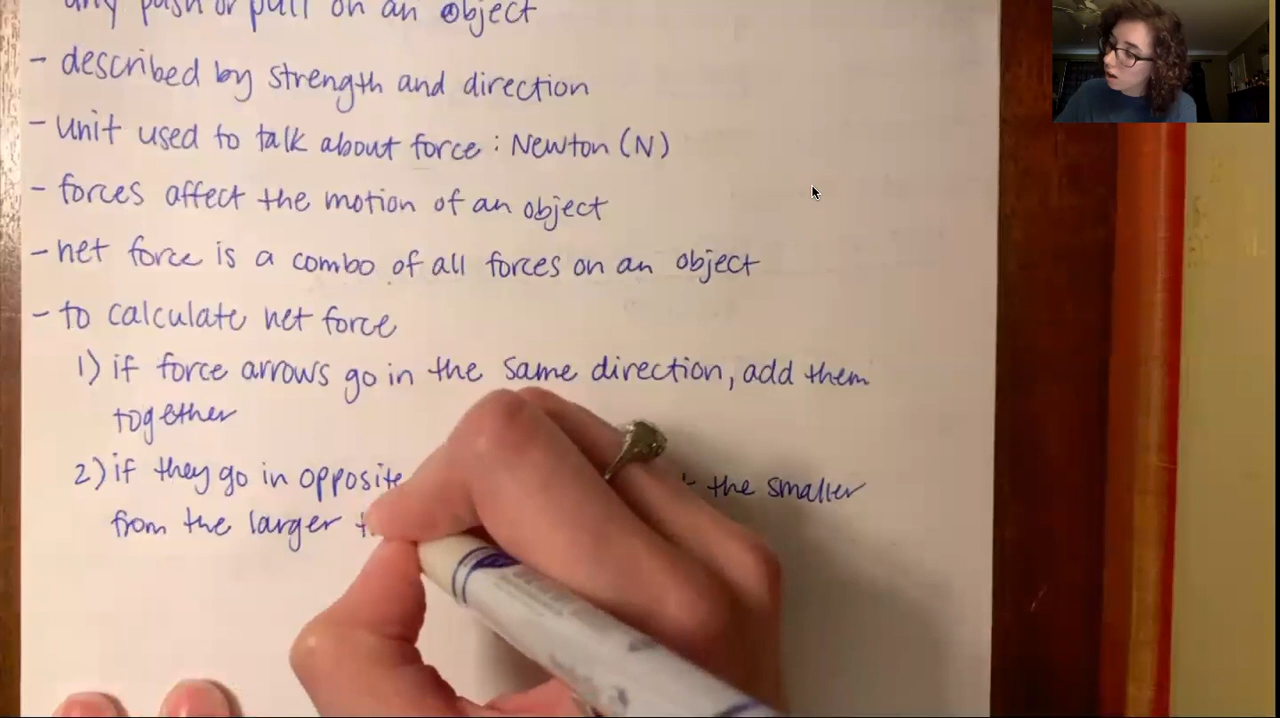 any push or pull on an object
- described by strength and direction
- unit used to talk about force: Newton (N)
- forces affect the motion of an object
- net force is a combo of all forces on an object
- to calculate net force
1) if force arrows go in the same direction, add them
together
2) if they go in opposite the smaller
from the larger